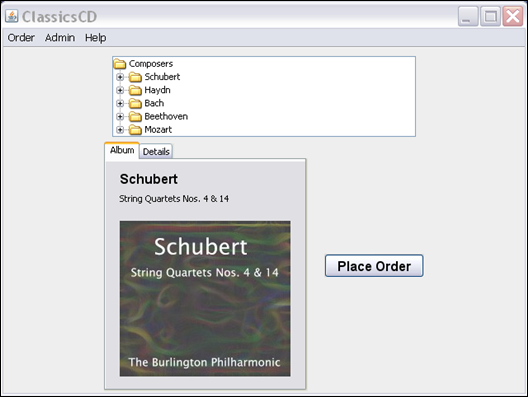 ClassicsCD
Order Admin Help
Composers
Schubert
Haydn
Bach
Beethoven
Mozart
Album Details
Schubert
String Quartets Nos. 4 & 14
Schubert
String Quartets Nos. 4 & 14
The Burlington Philharmonic
Place Order